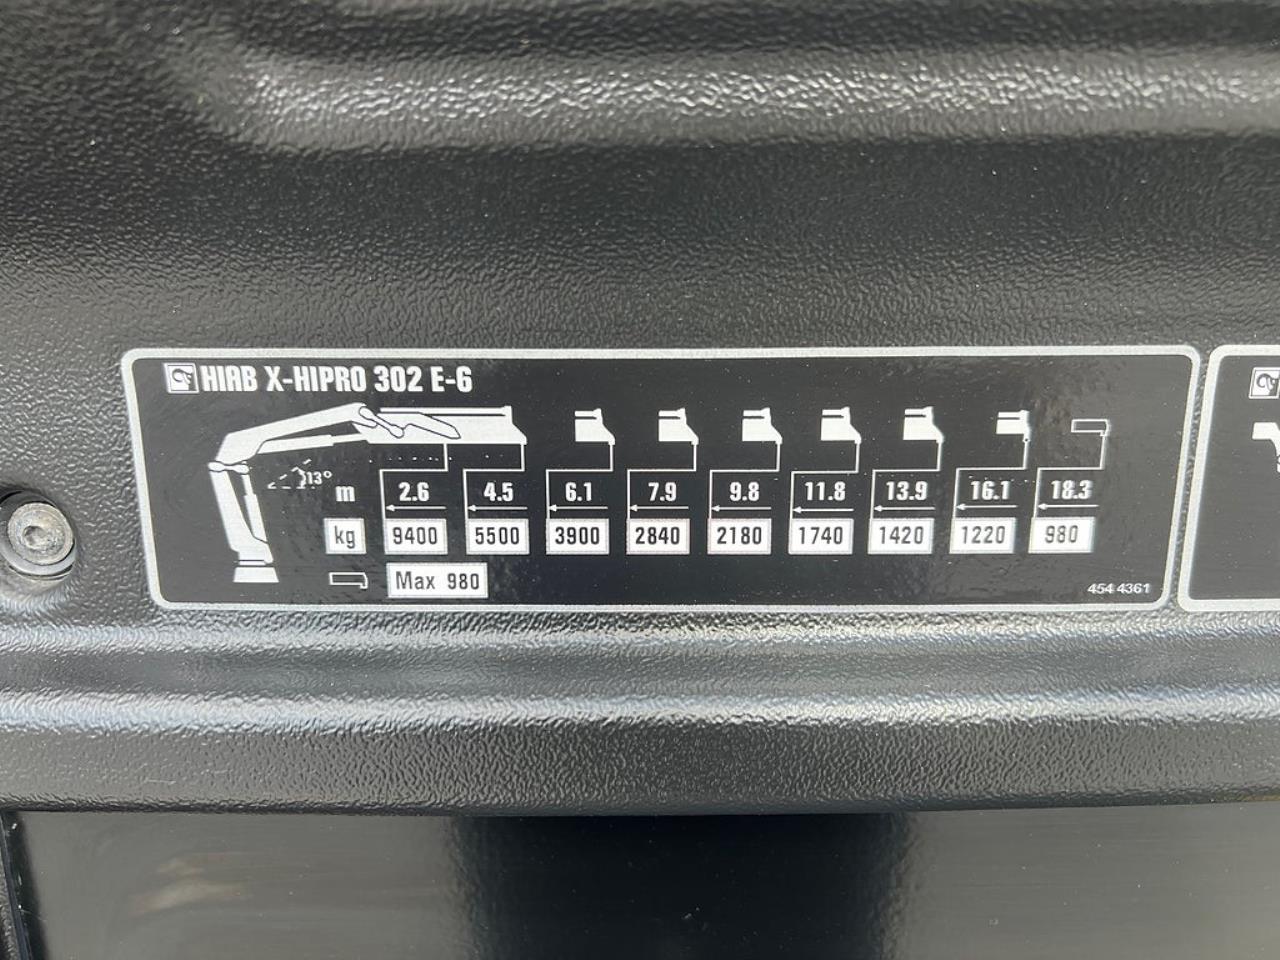 HIAB X-HIPRO 302 E-6
13°
m 2.6 4.5 6.1 7.9 9.8 11.8 13.9 16.1 18.3
kg 9400 5500 3900 2840 2180 1740 1420 1220 980
Max 980
454 4361